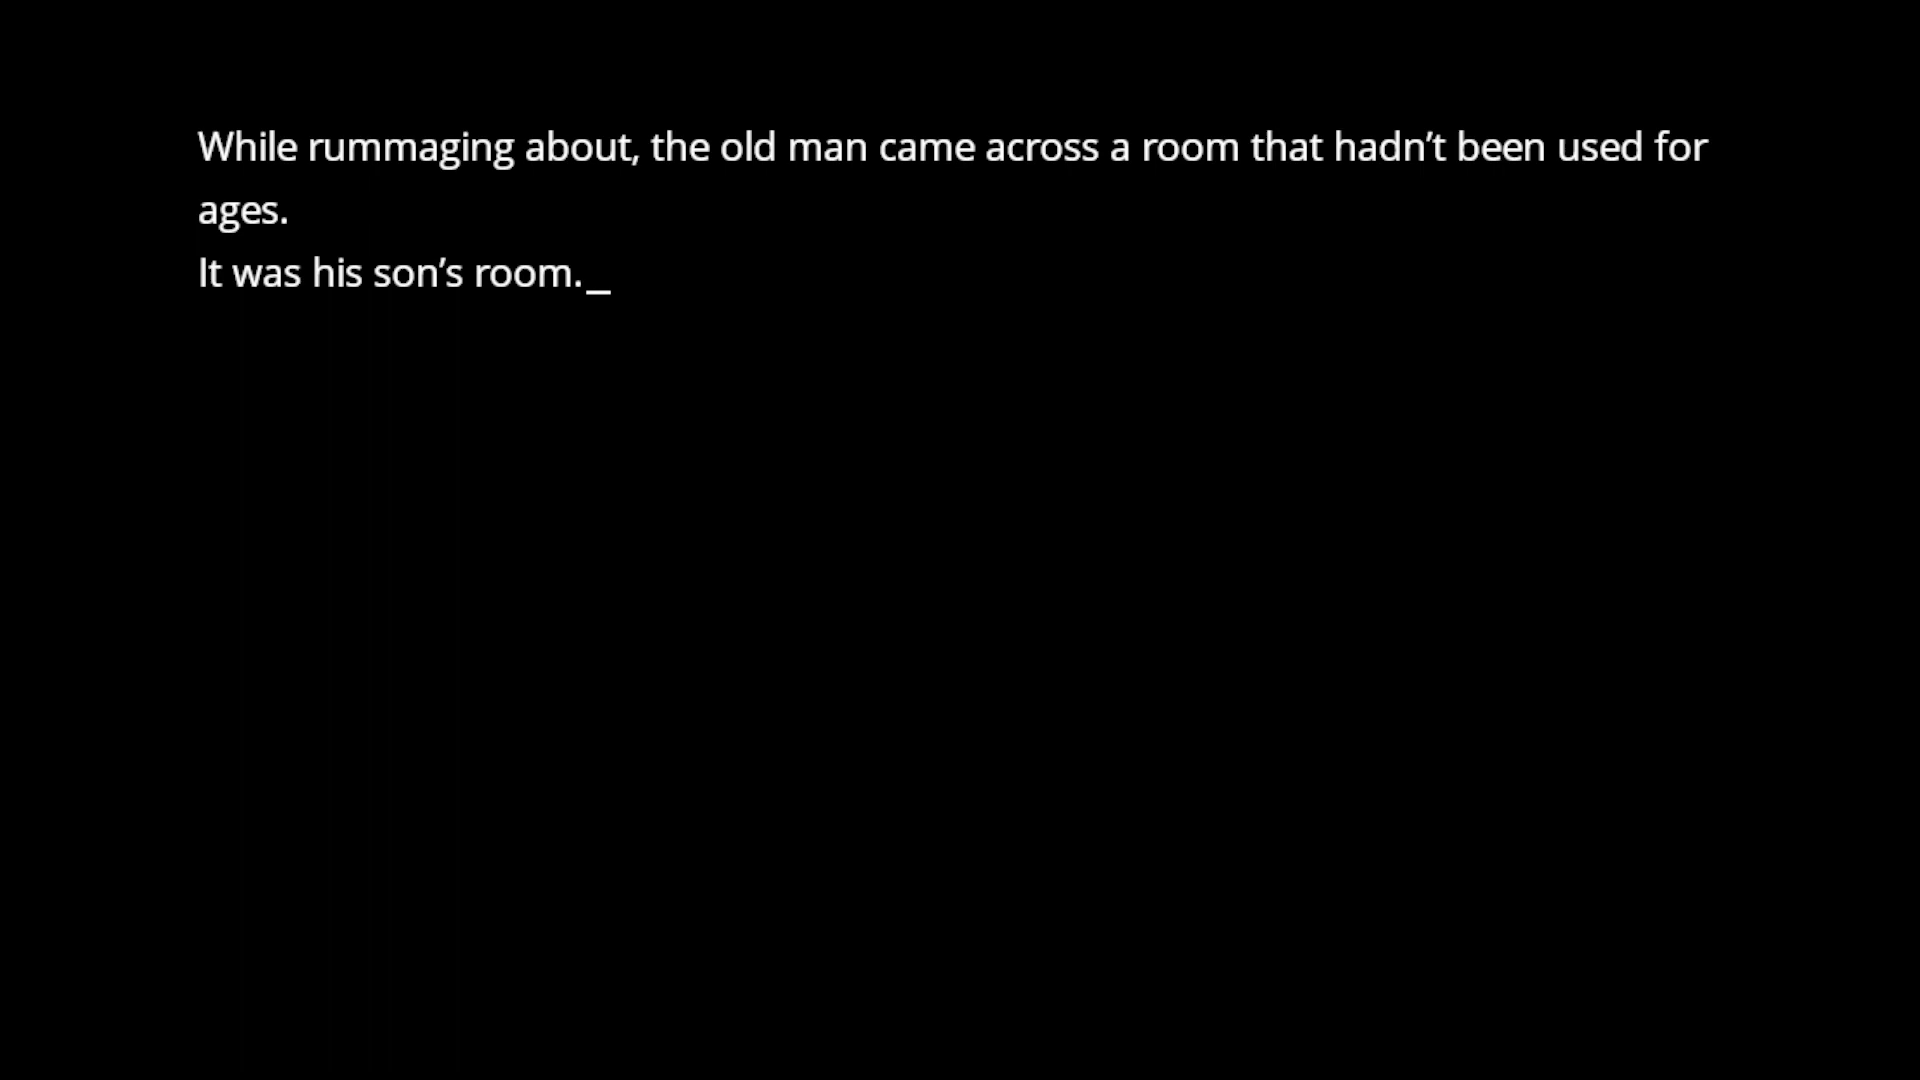 While rummaging about, the old man came across a room that hadn’t been used for
ages.
It was his son’s room._